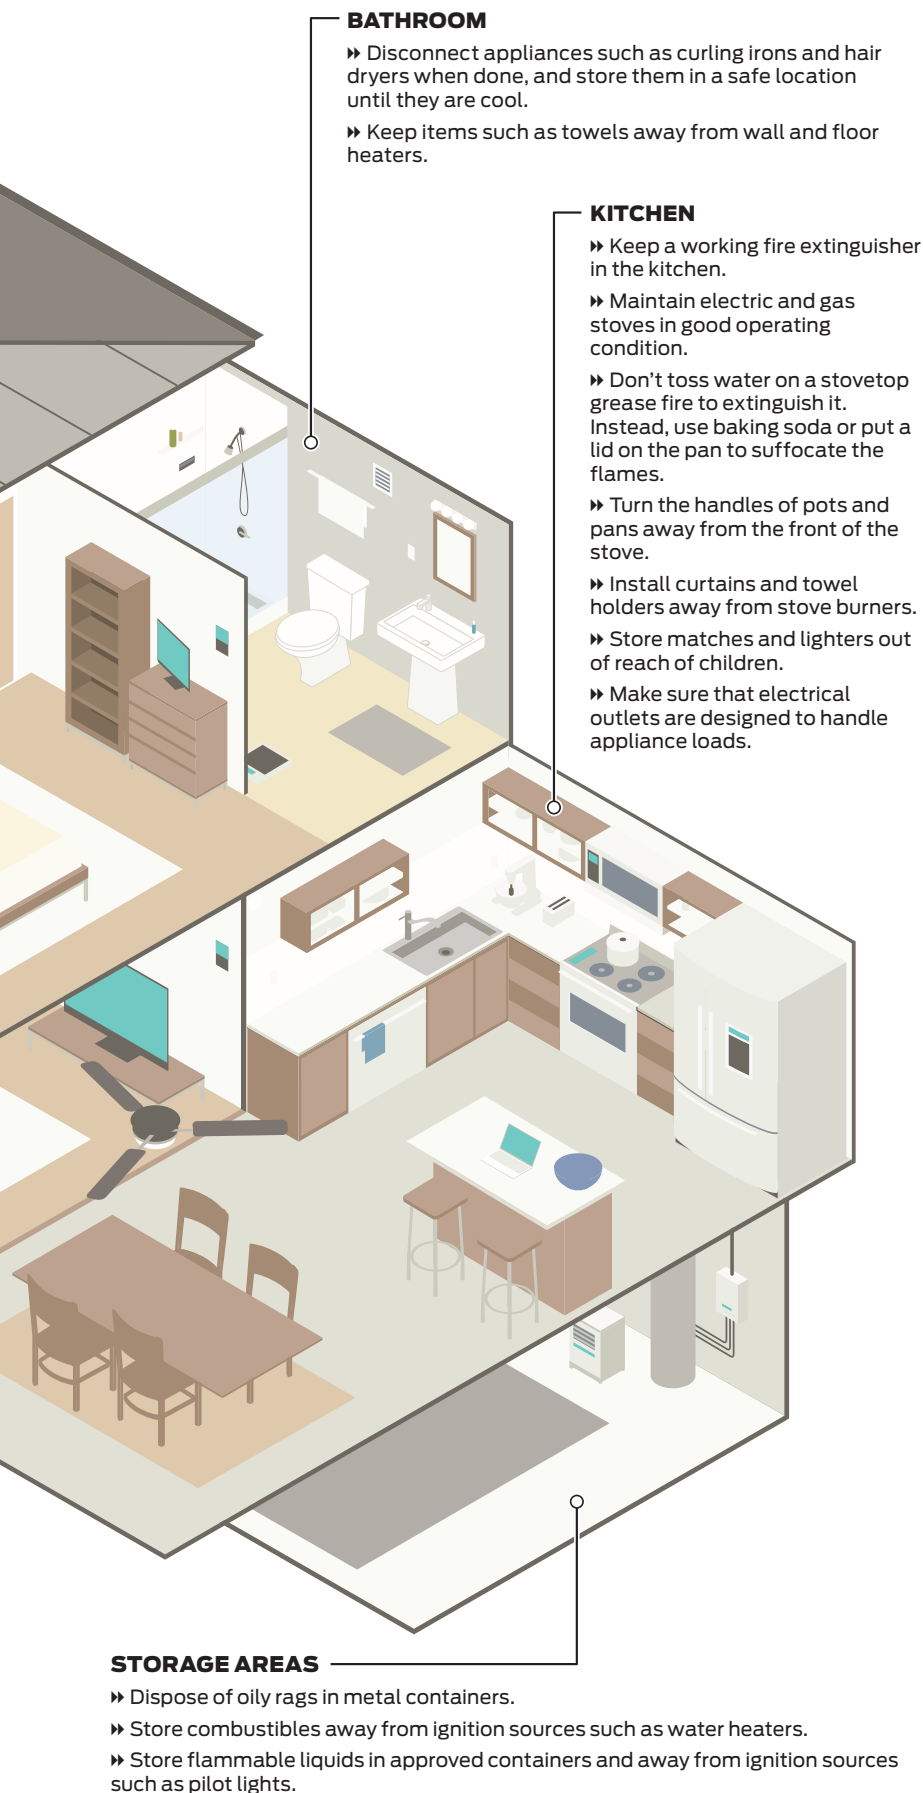 BATHROOM
▸▸ Disconnect appliances such as curling irons and hair
dryers when done, and store them in a safe location
until they are cool.
▸▸ Keep items such as towels away from wall and floor
heaters.
KITCHEN
▸▸ Keep a working fire extinguisher
in the kitchen.
▸▸ Maintain electric and gas
stoves in good operating
condition.
▸▸ Don’t toss water on a stovetop
grease fire to extinguish it.
Instead, use baking soda or put a
lid on the pan to suffocate the
flames.
▸▸ Turn the handles of pots and
pans away from the front of the
stove.
▸▸ Install curtains and towel
holders away from stove burners.
▸▸ Store matches and lighters out
of reach of children.
▸▸ Make sure that electrical
outlets are designed to handle
appliance loads.
STORAGE AREAS
▸▸ Dispose of oily rags in metal containers.
▸▸ Store combustibles away from ignition sources such as water heaters.
▸▸ Store flammable liquids in approved containers and away from ignition sources
such as pilot lights.